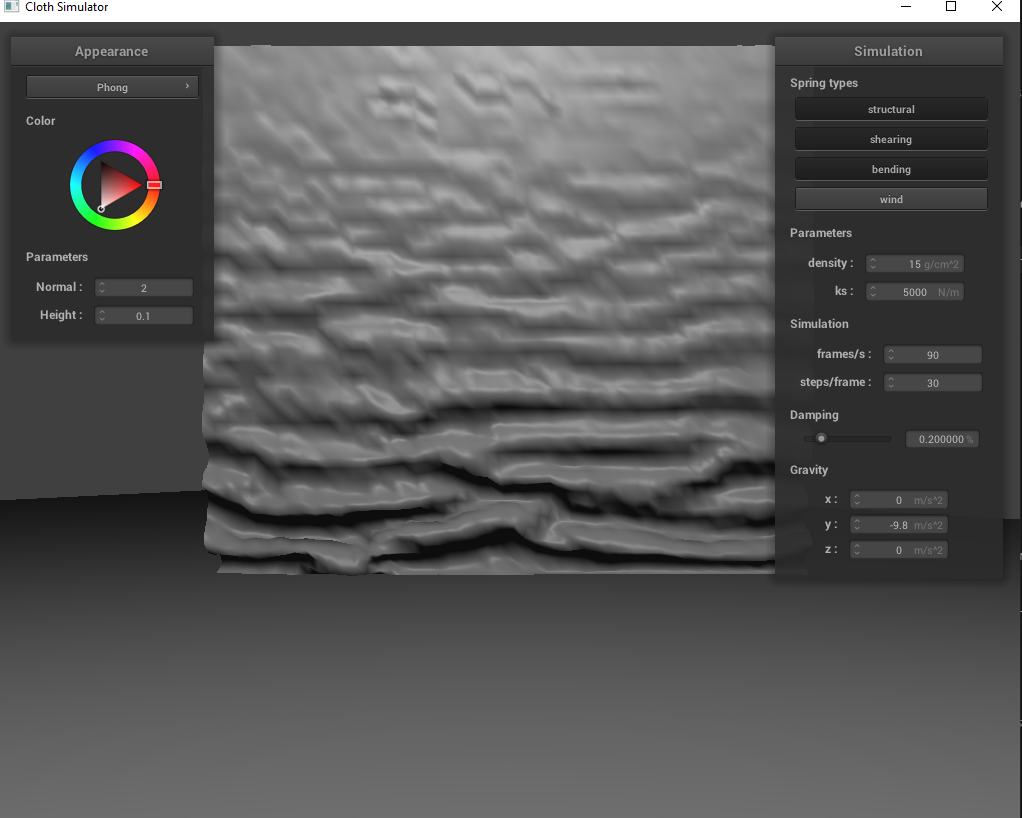 Cloth Simulator
Appearance
Phong
Color
Parameters
Normal : 2
Height : 0.1
Simulation
Spring types
structural
shearing
bending
wind
Parameters
density : 15 g/cm^2
ks : 5000 N/m
Simulation
frames/s : 90
steps/frame : 30
Damping
0.200000 %
Gravity
x : 0 m/s^2
y : -9.8 m/s^2
z : 0 m/s^2